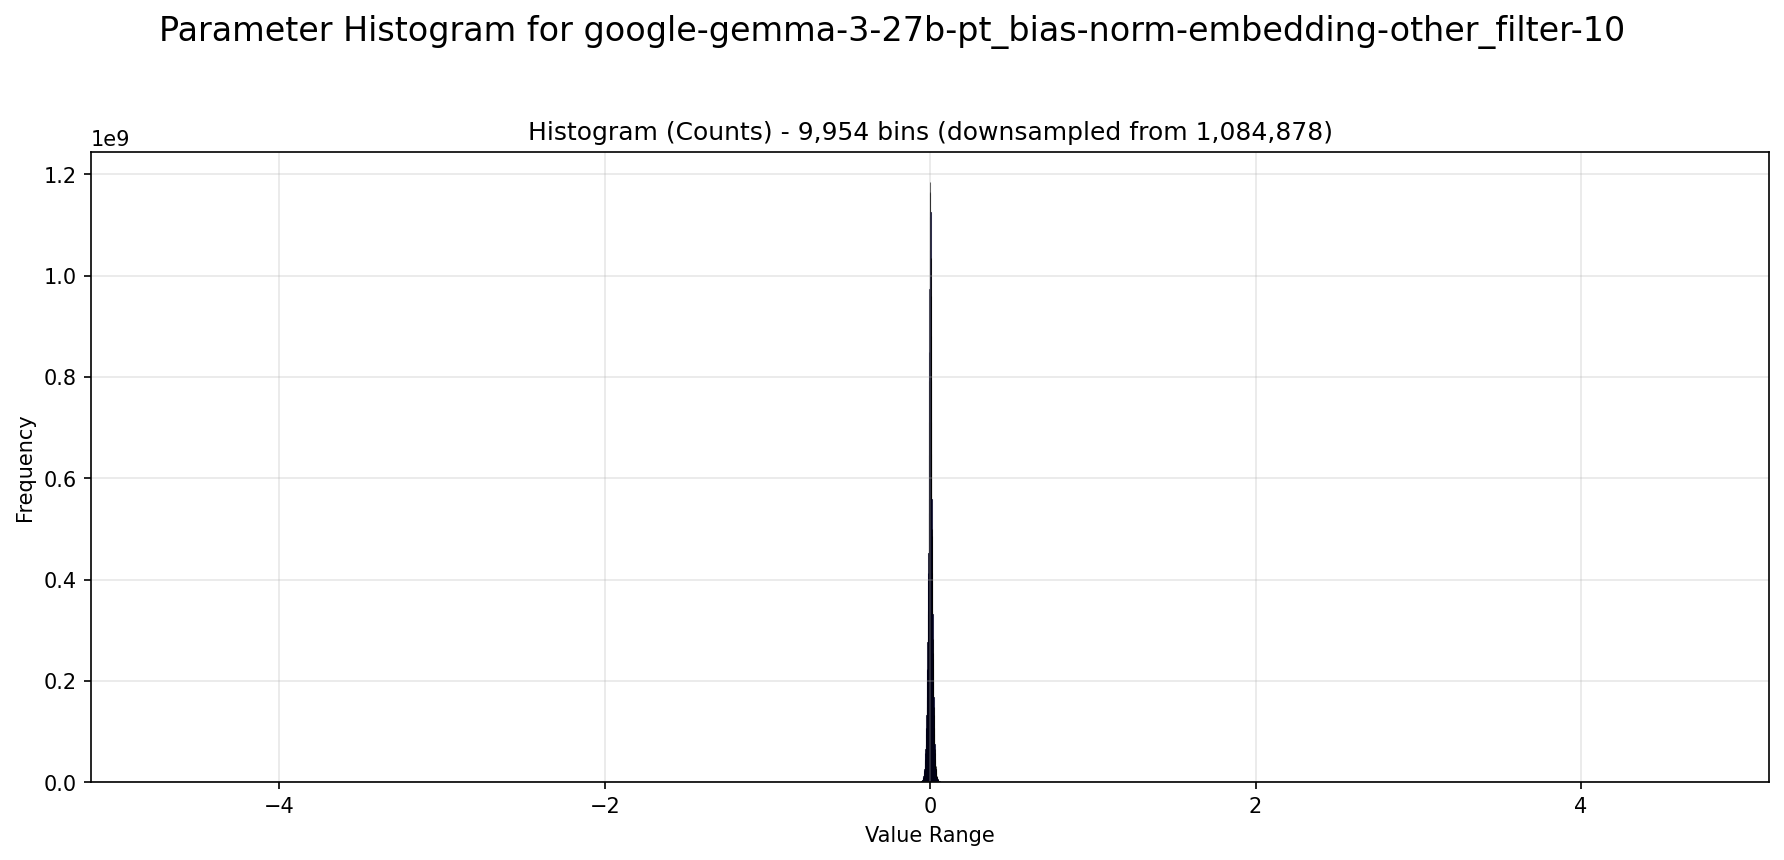 Parameter Histogram for google-gemma-3-27b-pt_bias-norm-embedding-other_filter-10
Histogram (Counts) - 9,954 bins (downsampled from 1,084,878)
1e9
1.2
1.0
0.8
0.6
0.4
0.2
0.0
Frequency
−4
−2
0
2
4
Value Range